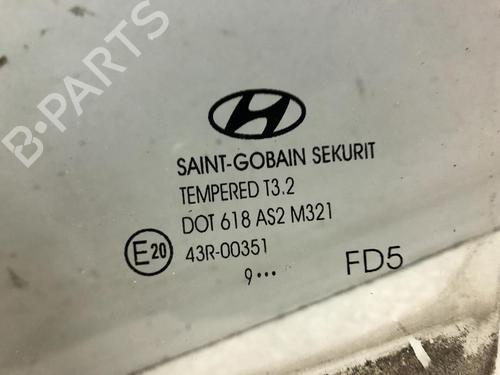 B-PARTS
SAINT-GOBAIN SEKURIT
TEMPERED T3.2
DOT 618 AS2 M321
E20 43R-00351
9••• FD5